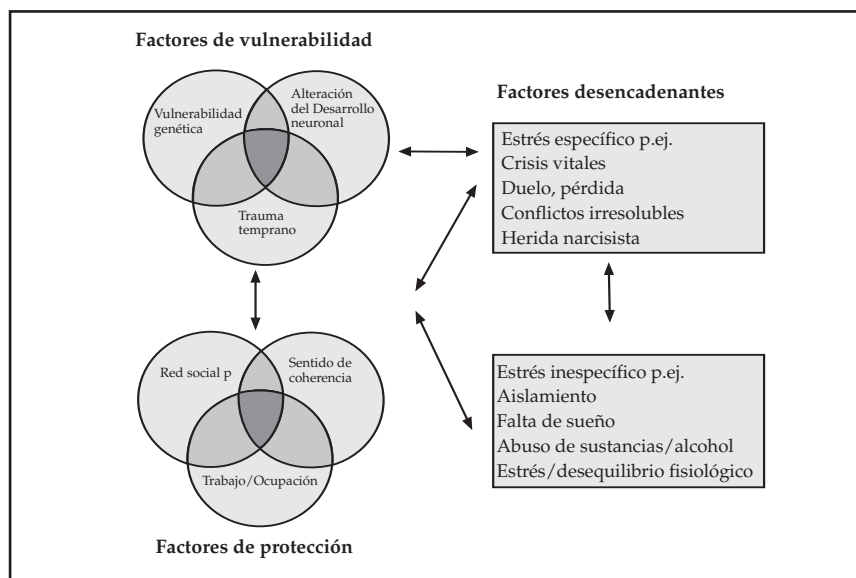 Factores de vulnerabilidad
Vulnerabilidad
genética
Alteración
del Desarrollo
neuronal
Trauma
temprano
Factores desencadenantes
Estrés específico p.ej.
Crisis vitales
Duelo, pérdida
Conflictos irresolubles
Herida narcisista
Red social p
Sentido de
coherencia
Trabajo/Ocupación
Factores de protección
Estrés inespecífico p.ej.
Aislamiento
Falta de sueño
Abuso de sustancias/alcohol
Estrés/desequilibrio fisiológico